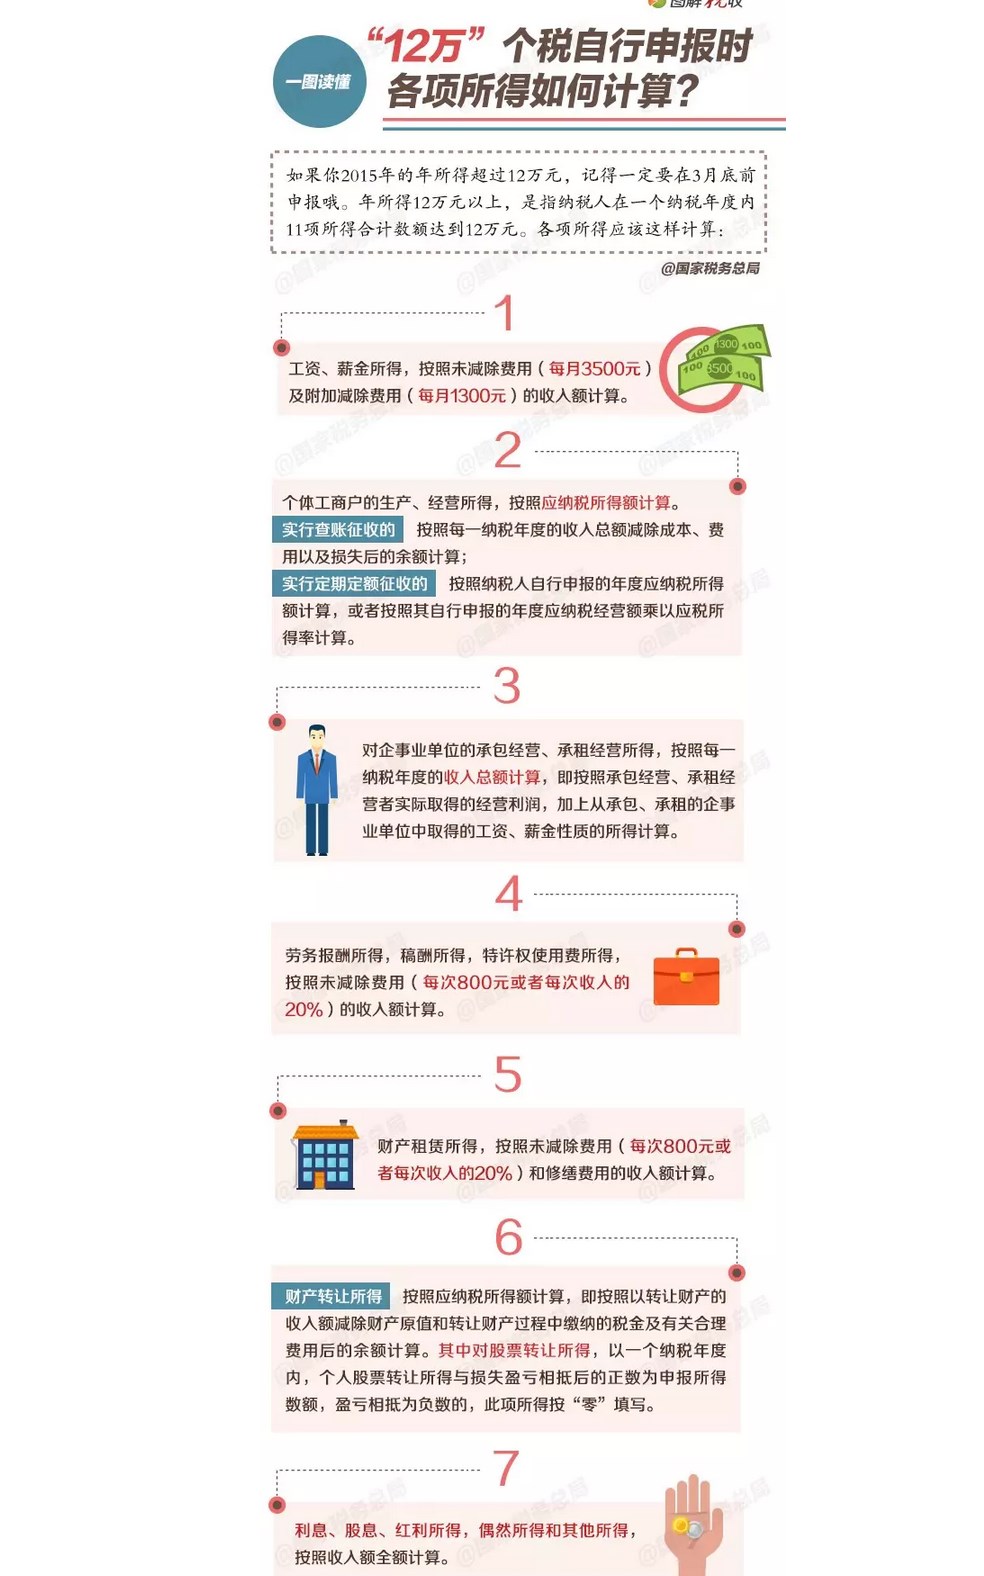 图解税收
“12万”个税自行申报时
一图读懂
各项所得如何计算？
如果你2015年的年所得超过12万元，记得一定要在3月底前
申报哦。年所得12万元以上，是指纳税人在一个纳税年度内
11项所得合计数额达到12万元。各项所得应该这样计算：
@国家税务总局
1
工资、薪金所得，按照未减除费用（每月3500元）
及附加减除费用（每月1300元）的收入额计算。
1300
100
100
3500
100
100
2
个体工商户的生产、经营所得，按照应纳税所得额计算。
实行查账征收的 按照每一纳税年度的收入总额减除成本、费
用以及损失后的余额计算；
实行定期定额征收的 按照纳税人自行申报的年度应纳税所得
额计算，或者按照其自行申报的年度应纳税经营额乘以应税所
得率计算。
3
对企事业单位的承包经营、承租经营所得，按照每一
纳税年度的收入总额计算，即按照承包经营、承租经
营者实际取得的经营利润，加上从承包、承租的企事
业单位中取得的工资、薪金性质的所得计算。
4
劳务报酬所得，稿酬所得，特许权使用费所得，
按照未减除费用（每次800元或者每次收入的
20%）的收入额计算。
5
财产租赁所得，按照未减除费用（每次800元或
者每次收入的20%）和修缮费用的收入额计算。
6
财产转让所得 按照应纳税所得额计算，即按照以转让财产的
收入额减除财产原值和转让财产过程中缴纳的税金及有关合理
费用后的余额计算。其中对股票转让所得，以一个纳税年度
内，个人股票转让所得与损失盈亏相抵后的正数为申报所得
数额，盈亏相抵为负数的，此项所得按“零”填写。
7
利息、股息、红利所得，偶然所得和其他所得，
按照收入额全额计算。